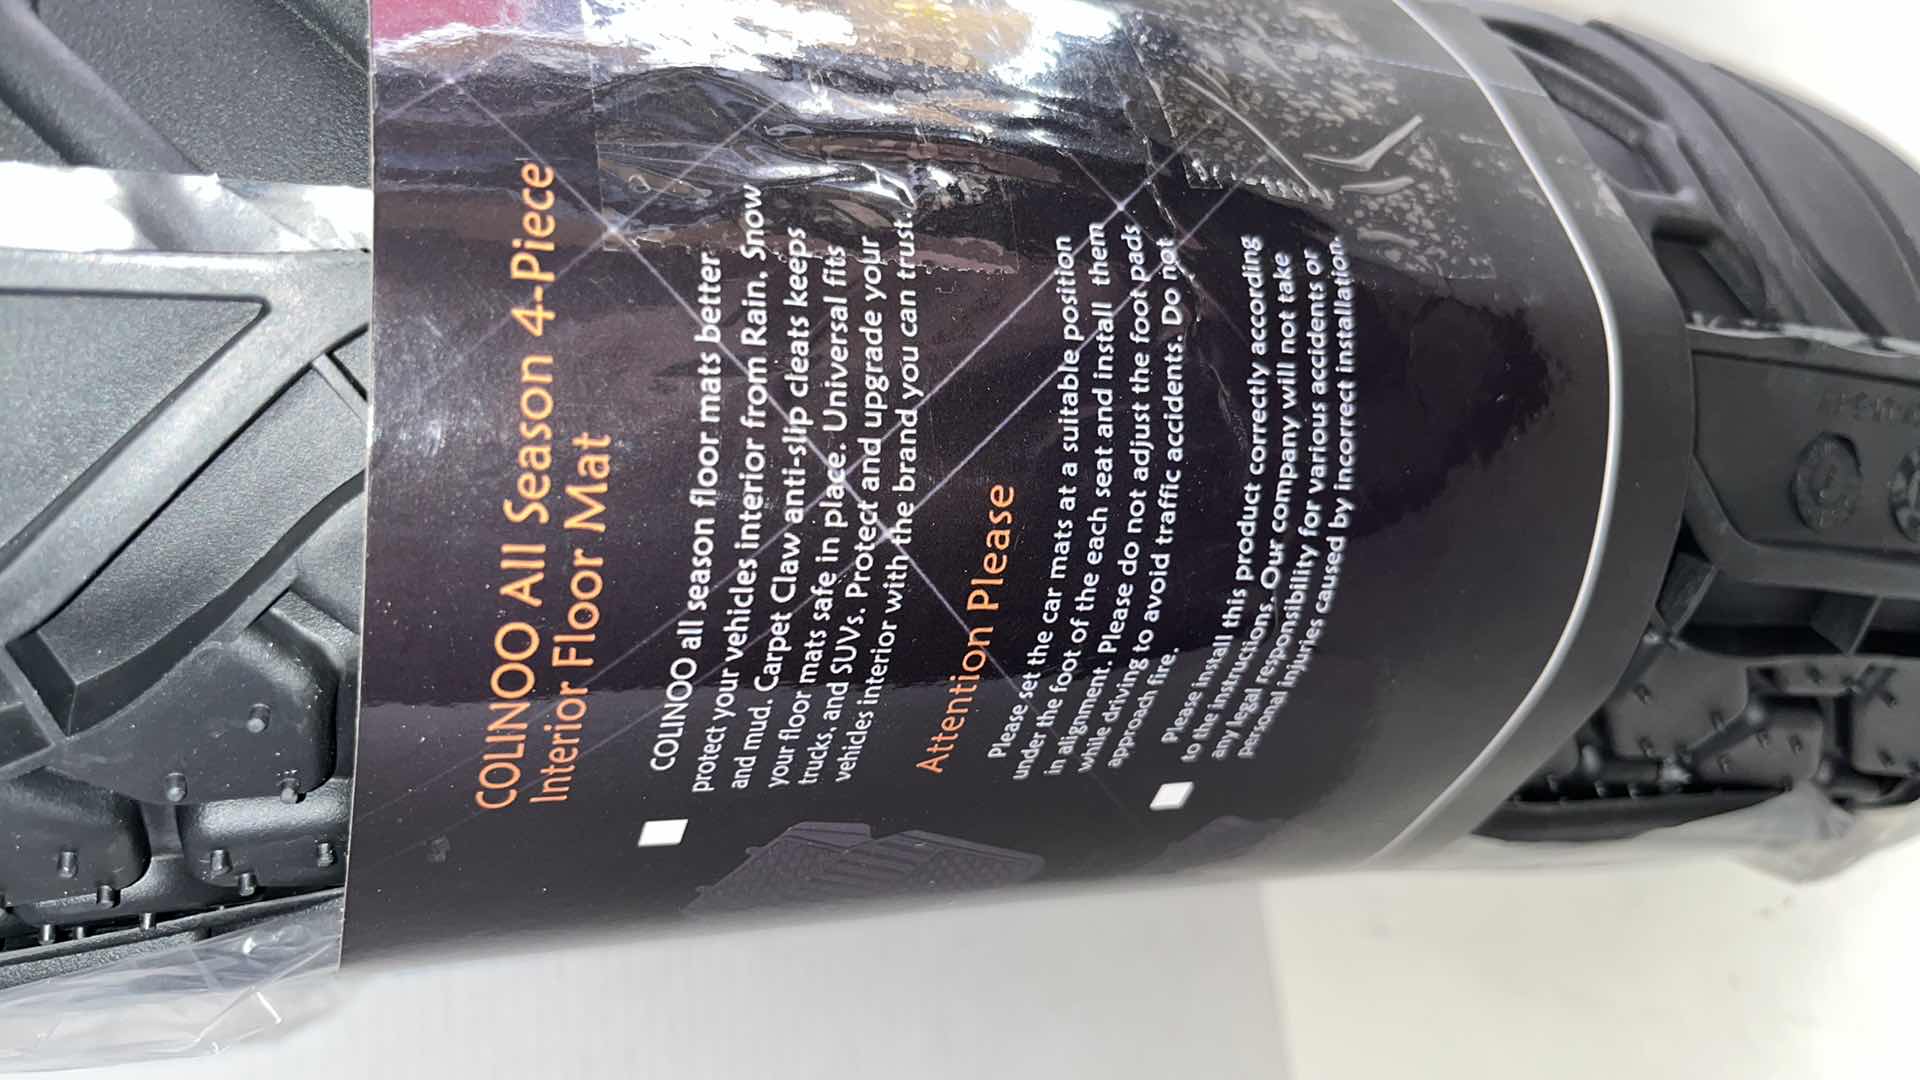 COLINOO All Season 4-Piece
Interior Floor Mat
COLINOO all season floor mats better
protect your vehicles interior from Rain. Snow
and mud. Carpet Claw anti-slip cleats keeps
your floor mats safe in place. Universal fits
trucks, and SUVs. Protect and upgrade your
vehicles interior with the brand you can trust.
Attention Please
Please set the car mats at a suitable position
under the foot of the each seat and install them
in alignment. Please do not adjust the foot pads
while driving to avoid traffic accidents. Do not
approach fire.
Please install this product correctly according
to the instructions. Our company will not take
any legal responsibility for various accidents or
personal injuries caused by incorrect installation.